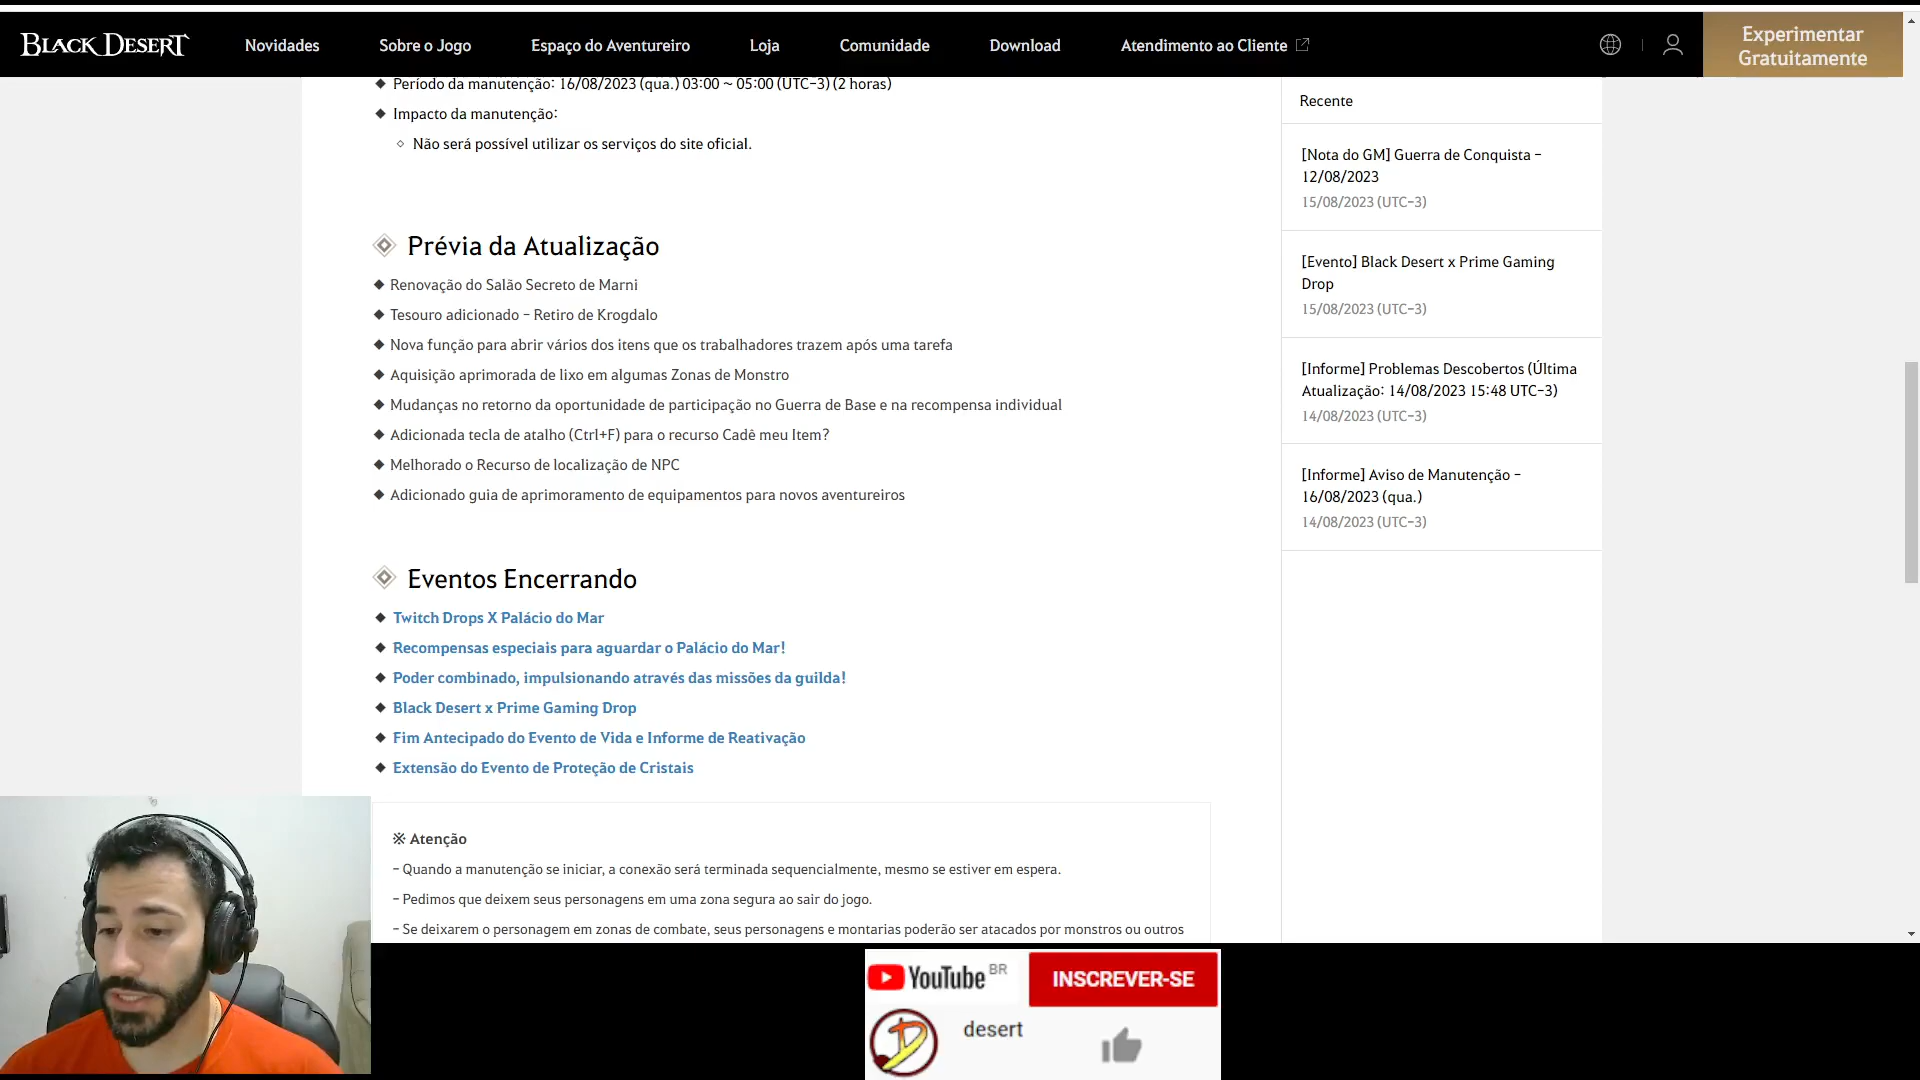 BLACK DESERT
Novidades
Sobre o Jogo
Espaço do Aventureiro
Loja
Comunidade
Download
Atendimento ao Cliente
Experimentar
Gratuitamente
Período da manutenção: 16/08/2023 (qua.) 03:00 ~ 05:00 (UTC-3) (2 horas)
Impacto da manutenção:
Não será possível utilizar os serviços do site oficial.
Prévia da Atualização
Renovação do Salão Secreto de Marni
Tesouro adicionado - Retiro de Krogdalo
Nova função para abrir vários dos itens que os trabalhadores trazem após uma tarefa
Aquisição aprimorada de lixo em algumas Zonas de Monstro
Mudanças no retorno da oportunidade de participação no Guerra de Base e na recompensa individual
Adicionada tecla de atalho (Ctrl+F) para o recurso Cadê meu Item?
Melhorado o Recurso de localização de NPC
Adicionado guia de aprimoramento de equipamentos para novos aventureiros
Eventos Encerrando
Twitch Drops X Palácio do Mar
Recompensas especiais para aguardar o Palácio do Mar!
Poder combinado, impulsionando através das missões da guilda!
Black Desert x Prime Gaming Drop
Fim Antecipado do Evento de Vida e Informe de Reativação
Extensão do Evento de Proteção de Cristais
※ Atenção
- Quando a manutenção se iniciar, a conexão será terminada sequencialmente, mesmo se estiver em espera.
- Pedimos que deixem seus personagens em uma zona segura ao sair do jogo.
- Se deixarem o personagem em zonas de combate, seus personagens e montarias poderão ser atacados por monstros ou outros
Recente
[Nota do GM] Guerra de Conquista -
12/08/2023
15/08/2023 (UTC-3)
[Evento] Black Desert x Prime Gaming
Drop
15/08/2023 (UTC-3)
[Informe] Problemas Descobertos (Última
Atualização: 14/08/2023 15:48 UTC-3)
14/08/2023 (UTC-3)
[Informe] Aviso de Manutenção -
16/08/2023 (qua.)
14/08/2023 (UTC-3)
YouTube BR
INSCREVER-SE
D
desert